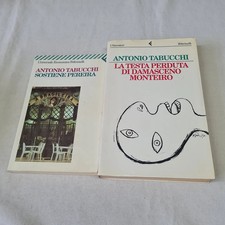 ANTONIO TABUCCHI
SOSTIENE PEREIRA
ANTONIO TABUCCHI
LA TESTA PERDUTA
DI DAMASCENO
MONTEIRO